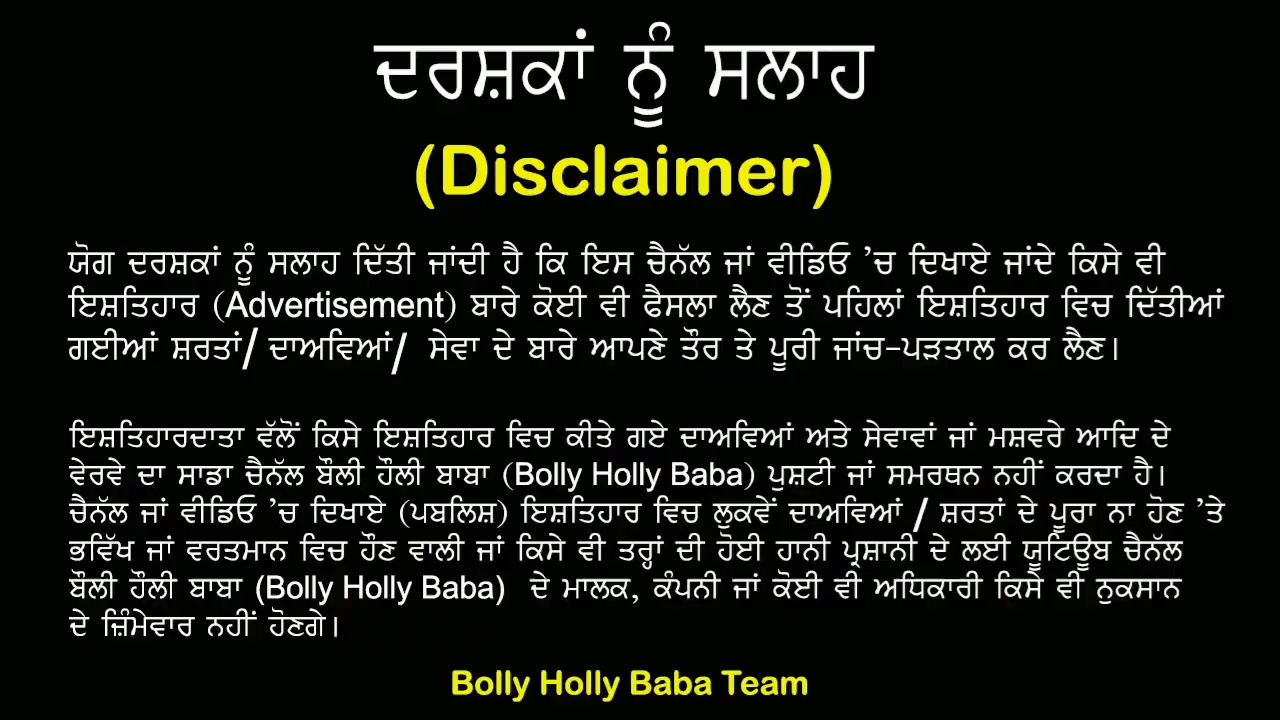 ਦਰਸ਼ਕਾਂ ਨੂੰ ਸਲਾਹ
(Disclaimer)
ਯੋਗ ਦਰਸ਼ਕਾਂ ਨੂੰ ਸਲਾਹ ਦਿੱਤੀ ਜਾਂਦੀ ਹੈ ਕਿ ਇਸ ਚੈਨੱਲ ਜਾਂ ਵੀਡਿਓ ’ਚ ਦਿਖਾਏ ਜਾਂਦੇ ਕਿਸੇ ਵੀ
ਇਸ਼ਤਿਹਾਰ (Advertisement) ਬਾਰੇ ਕੋਈ ਵੀ ਫੈਸਲਾ ਲੈਣ ਤੋਂ ਪਹਿਲਾਂ ਇਸ਼ਤਿਹਾਰ ਵਿਚ ਦਿੱਤੀਆਂ
ਗਈਆਂ ਸ਼ਰਤਾਂ/ ਦਾਅਵਿਆਂ/ ਸੇਵਾ ਦੇ ਬਾਰੇ ਆਪਣੇ ਤੌਰ ਤੇ ਪੂਰੀ ਜਾਂਚ-ਪੜਤਾਲ ਕਰ ਲੈਣ।
ਇਸ਼ਤਿਹਾਰਦਾਤਾ ਵੱਲੋਂ ਕਿਸੇ ਇਸ਼ਤਿਹਾਰ ਵਿਚ ਕੀਤੇ ਗਏ ਦਾਅਵਿਆਂ ਅਤੇ ਸੇਵਾਵਾਂ ਜਾਂ ਮਸ਼ਵਰੇ ਆਦਿ ਦੇ
ਵੇਰਵੇ ਦਾ ਸਾਡਾ ਚੈਨੱਲ ਬੌਲੀ ਹੌਲੀ ਬਾਬਾ (Bolly Holly Baba) ਪੁਸ਼ਟੀ ਜਾਂ ਸਮਰਥਨ ਨਹੀਂ ਕਰਦਾ ਹੈ।
ਚੈਨੱਲ ਜਾਂ ਵੀਡਿਓ ’ਚ ਦਿਖਾਏ (ਪਬਲਿਸ਼) ਇਸ਼ਤਿਹਾਰ ਵਿਚ ਲੁਕਵੇਂ ਦਾਅਵਿਆਂ / ਸ਼ਰਤਾਂ ਦੇ ਪੂਰਾ ਨਾ ਹੋਣ ’ਤੇ
ਭਵਿੱਖ ਜਾਂ ਵਰਤਮਾਨ ਵਿਚ ਹੌਣ ਵਾਲੀ ਜਾਂ ਕਿਸੇ ਵੀ ਤਰ੍ਹਾਂ ਦੀ ਹੋਈ ਹਾਨੀ ਪ੍ਰਸ਼ਾਨੀ ਦੇ ਲਈ ਯੂਟਿਊਬ ਚੈਨੱਲ
ਬੌਲੀ ਹੌਲੀ ਬਾਬਾ (Bolly Holly Baba) ਦੇ ਮਾਲਕ, ਕੰਪਨੀ ਜਾਂ ਕੋਈ ਵੀ ਅਧਿਕਾਰੀ ਕਿਸੇ ਵੀ ਨੁਕਸਾਨ
ਦੇ ਜ਼ਿੰਮੇਵਾਰ ਨਹੀਂ ਹੋਣਗੇ।
Bolly Holly Baba Team